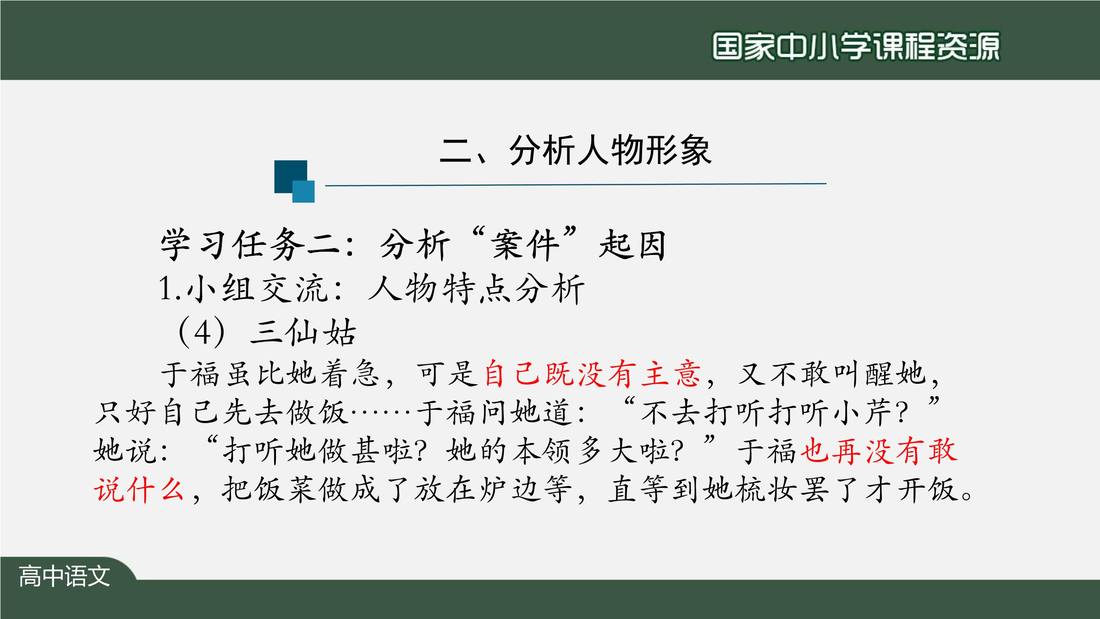 国家中小学课程资源
二、分析人物形象
学习任务二：分析“案件”起因
1.小组交流：人物特点分析
（4）三仙姑
于福虽比她着急，可是自己既没有主意，又不敢叫醒她，
只好自己先去做饭……于福问她道：“不去打听打听小芹？”
她说：“打听她做甚啦？她的本领多大啦？”于福也再没有敢
说什么，把饭菜做成了放在炉边等，直等到她梳妆罢了才开饭。
高中语文